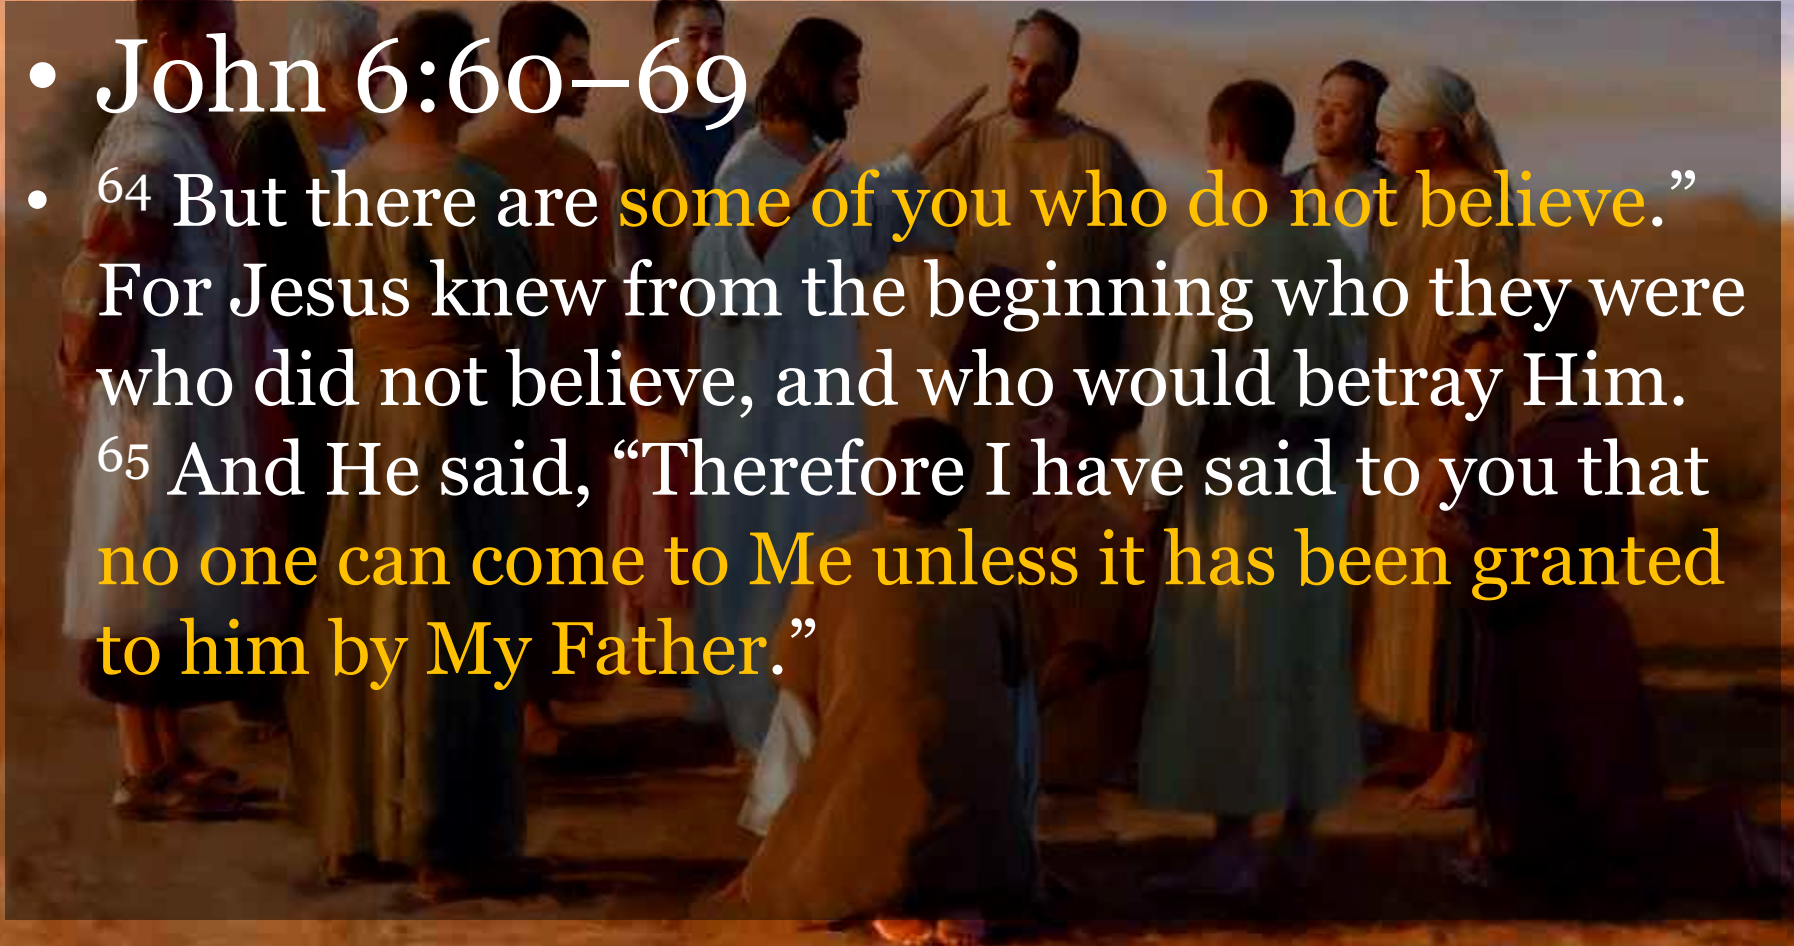 • John 6:60–69
• 64 But there are some of you who do not believe.”
For Jesus knew from the beginning who they were
who did not believe, and who would betray Him.
65 And He said, “Therefore I have said to you that
no one can come to Me unless it has been granted
to him by My Father.”